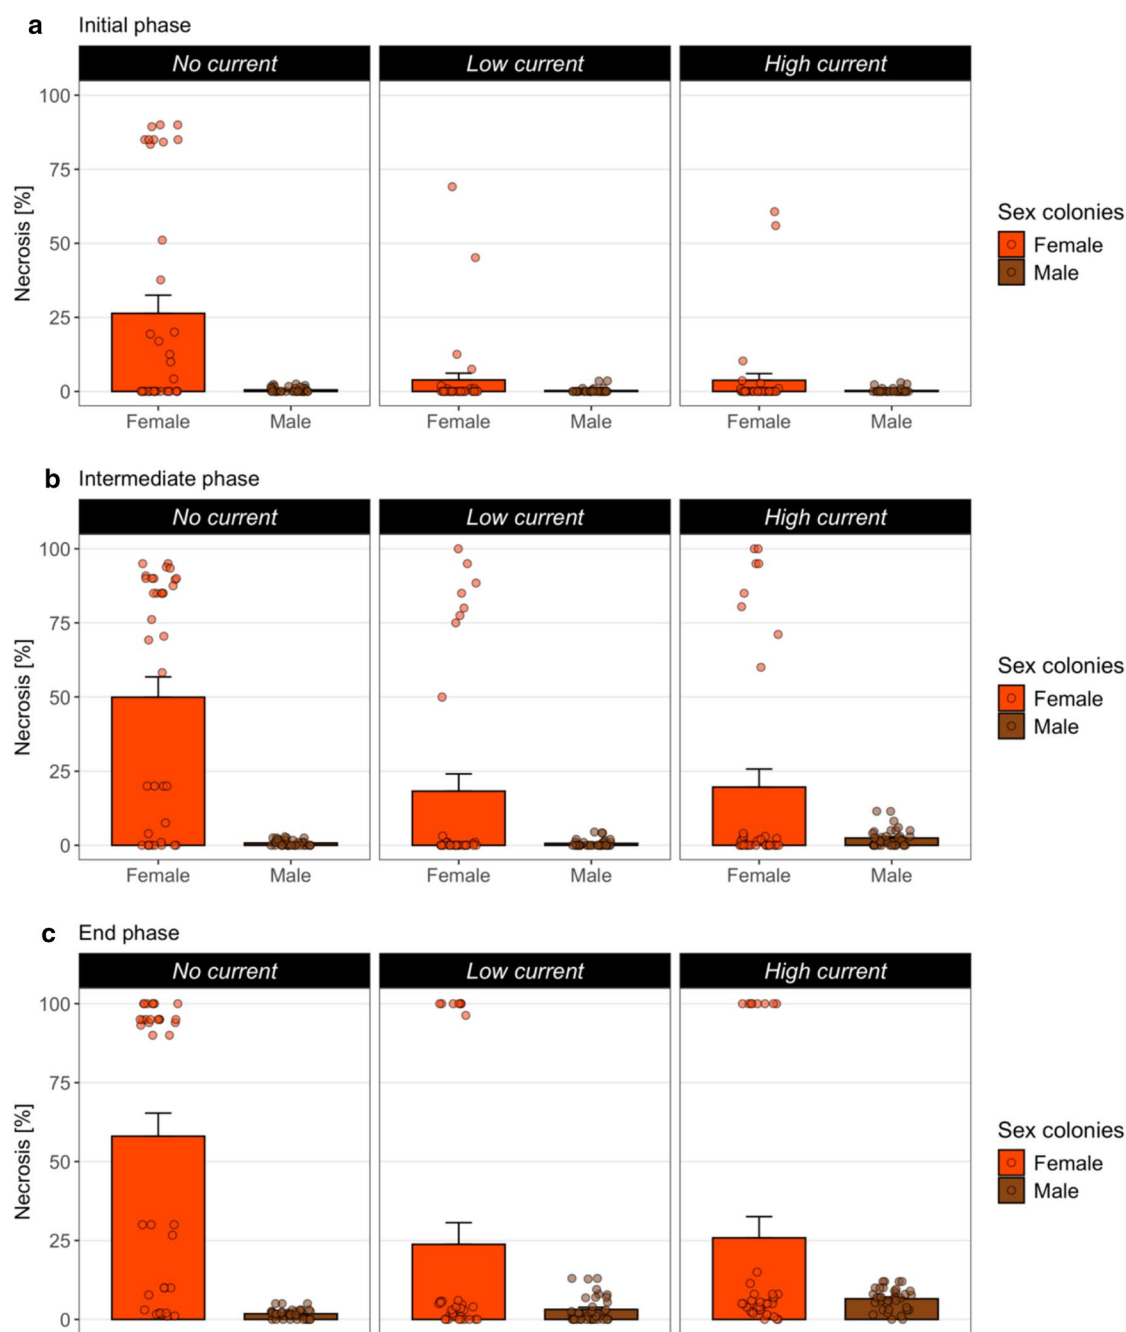 a Initial phase
No current Low current High current
100
75
50
25
0
Necrosis [%]
Female Male Female Male Female Male
Sex colonies
Female
Male
b Intermediate phase
No current Low current High current
100
75
50
25
0
Necrosis [%]
Female Male Female Male Female Male
Sex colonies
Female
Male
c End phase
No current Low current High current
100
75
50
25
0
Necrosis [%]
Sex colonies
Female
Male